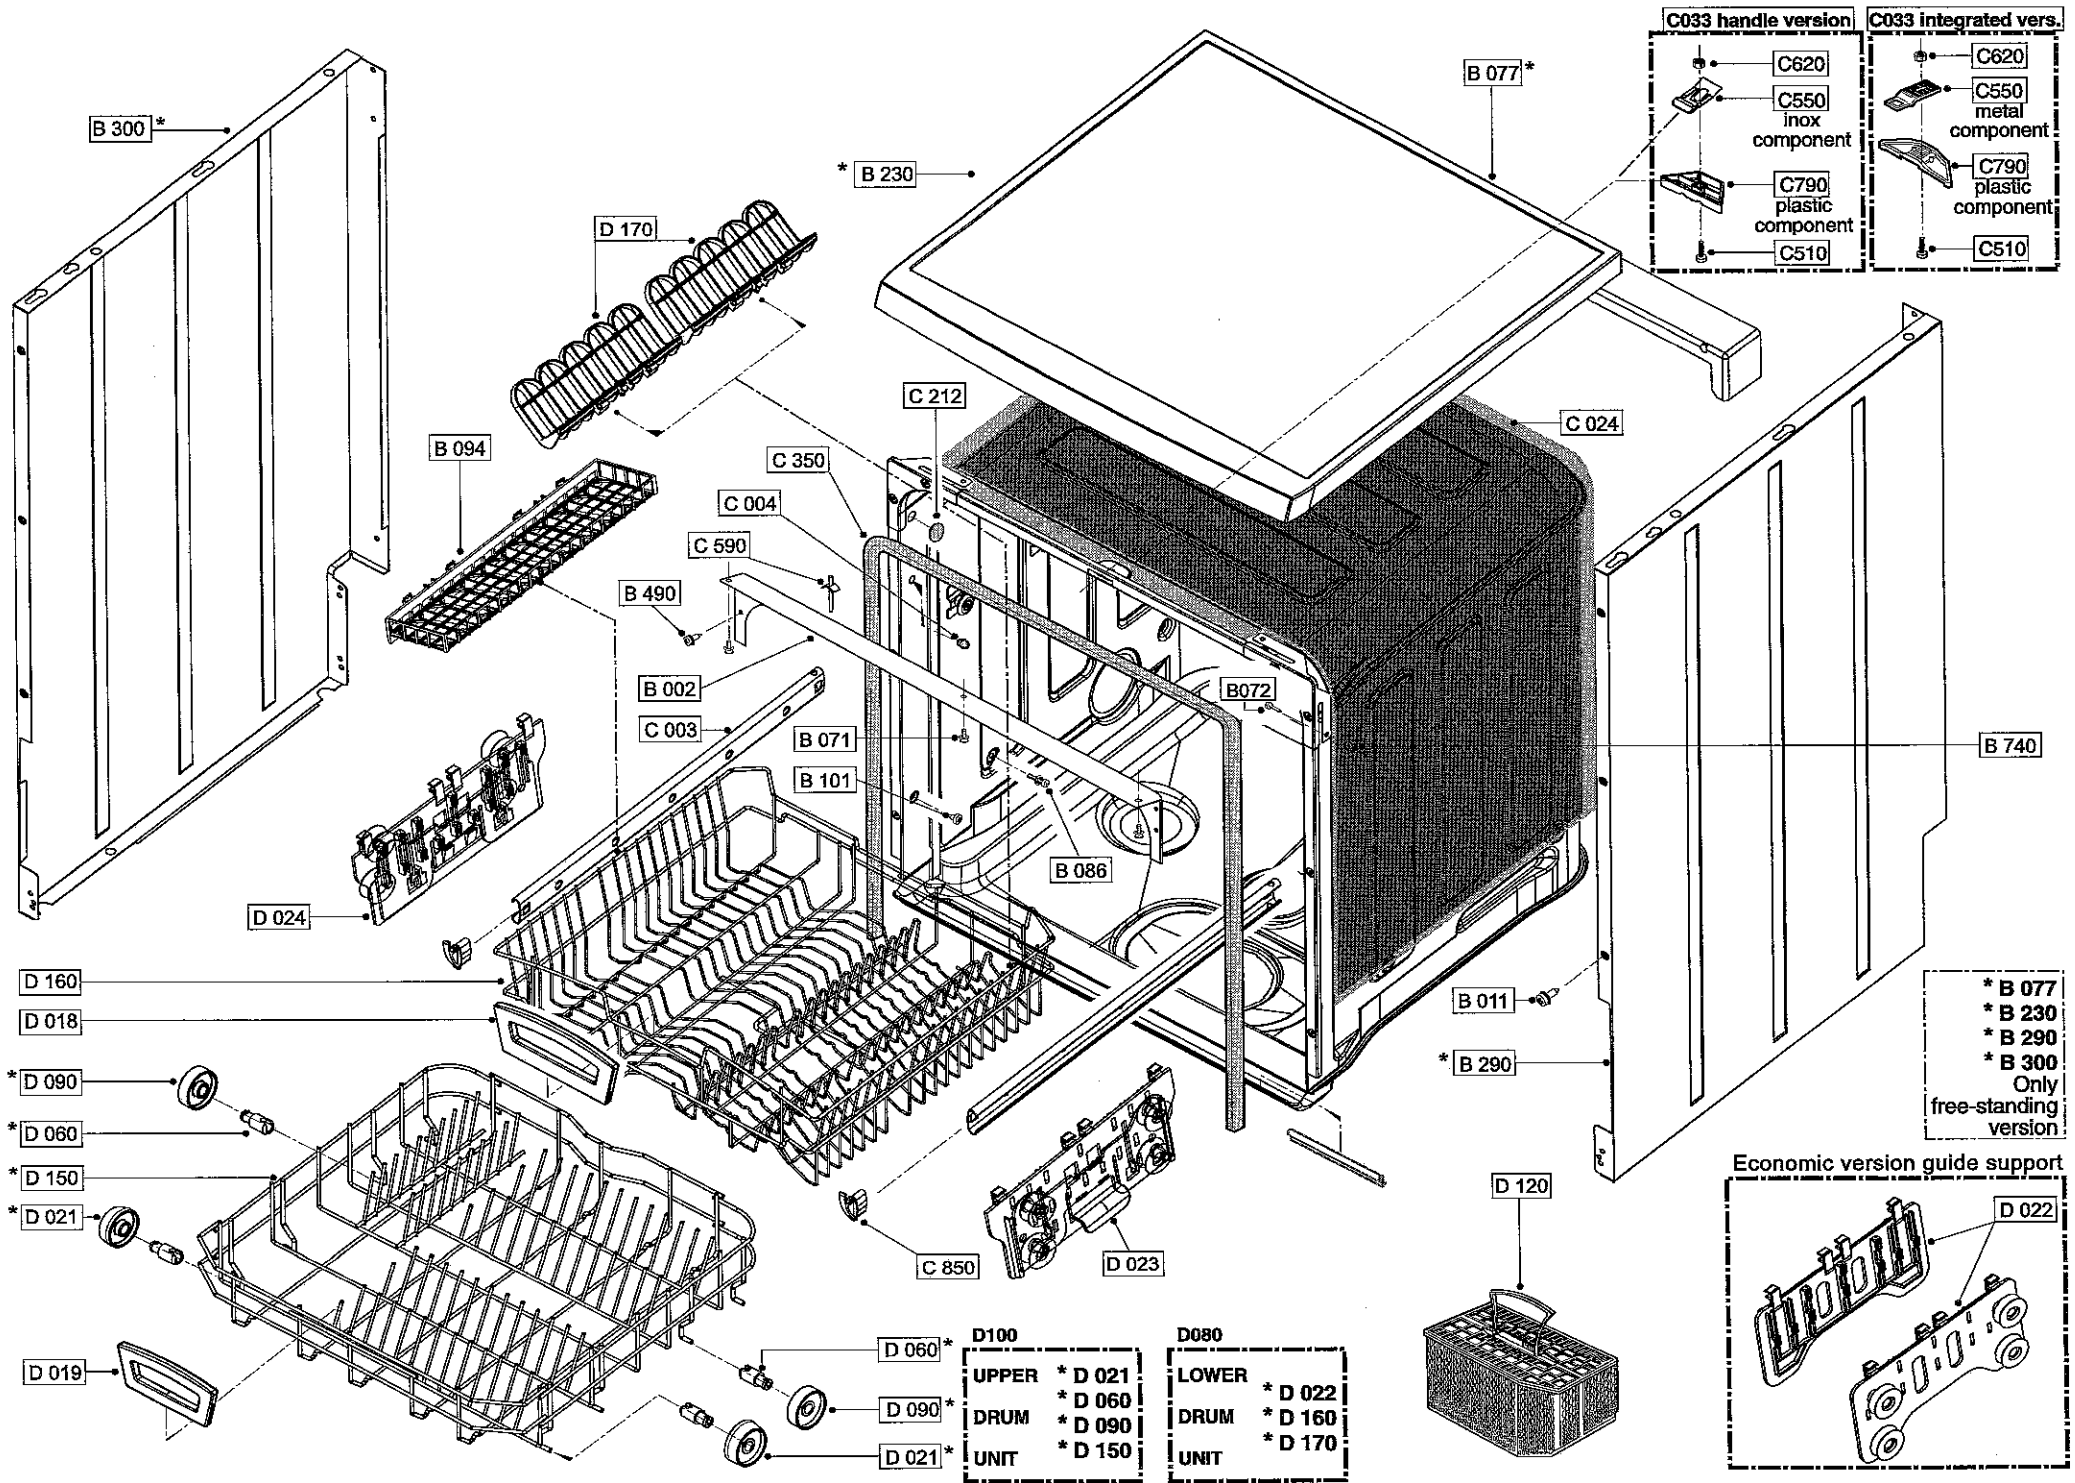 C033 handle version
C033 integrated vers.
C620
C550
inox
component
C790
plastic
component
C510
C620
C550
metal
component
C790
plastic
component
C510
B 077 *
B 300 *
* B 230
D 170
C 212
C 024
B 094
C 350
C 004
C 590
B 490
B 002
B072
C 003
B 071
B 740
B 101
B 086
D 024
D 160
D 018
B 011
* B 077
* B 230
* B 290
* B 300
Only
free-standing
version
* B 290
* D 090
* D 060
* D 150
* D 021
Economic version guide support
D 022
D 120
C 850
D 023
D 019
D 060 *
D 090 *
D 021 *
D100
UPPER * D 021
* D 060
DRUM * D 090
UNIT * D 150
D080
LOWER
* D 022
DRUM * D 160
* D 170
UNIT